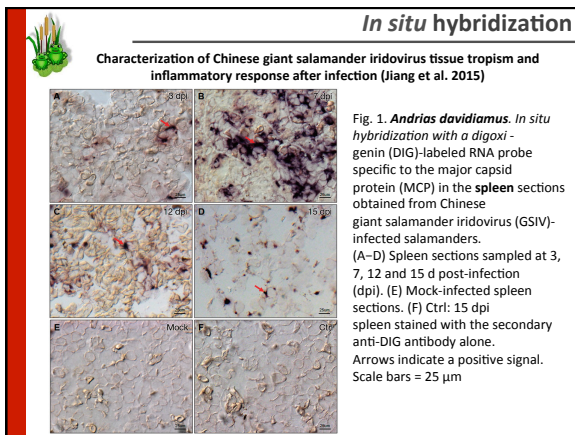 In situ hybridization
Characterization of Chinese giant salamander iridovirus tissue tropism and
inflammatory response after infection (Jiang et al. 2015)
A
3 dpi
B
7 dpi
C
12 dpi
D
15 dpi
E
Mock
F
Ctrl
Fig. 1. Andrias davidiamus. In situ
hybridization with a digoxi -
genin (DIG)-labeled RNA probe
specific to the major capsid
protein (MCP) in the spleen sections
obtained from Chinese
giant salamander iridovirus (GSIV)-
infected salamanders.
(A−D) Spleen sections sampled at 3,
7, 12 and 15 d post-infection
(dpi). (E) Mock-infected spleen
sections. (F) Ctrl: 15 dpi
spleen stained with the secondary
anti-DIG antibody alone.
Arrows indicate a positive signal.
Scale bars = 25 μm